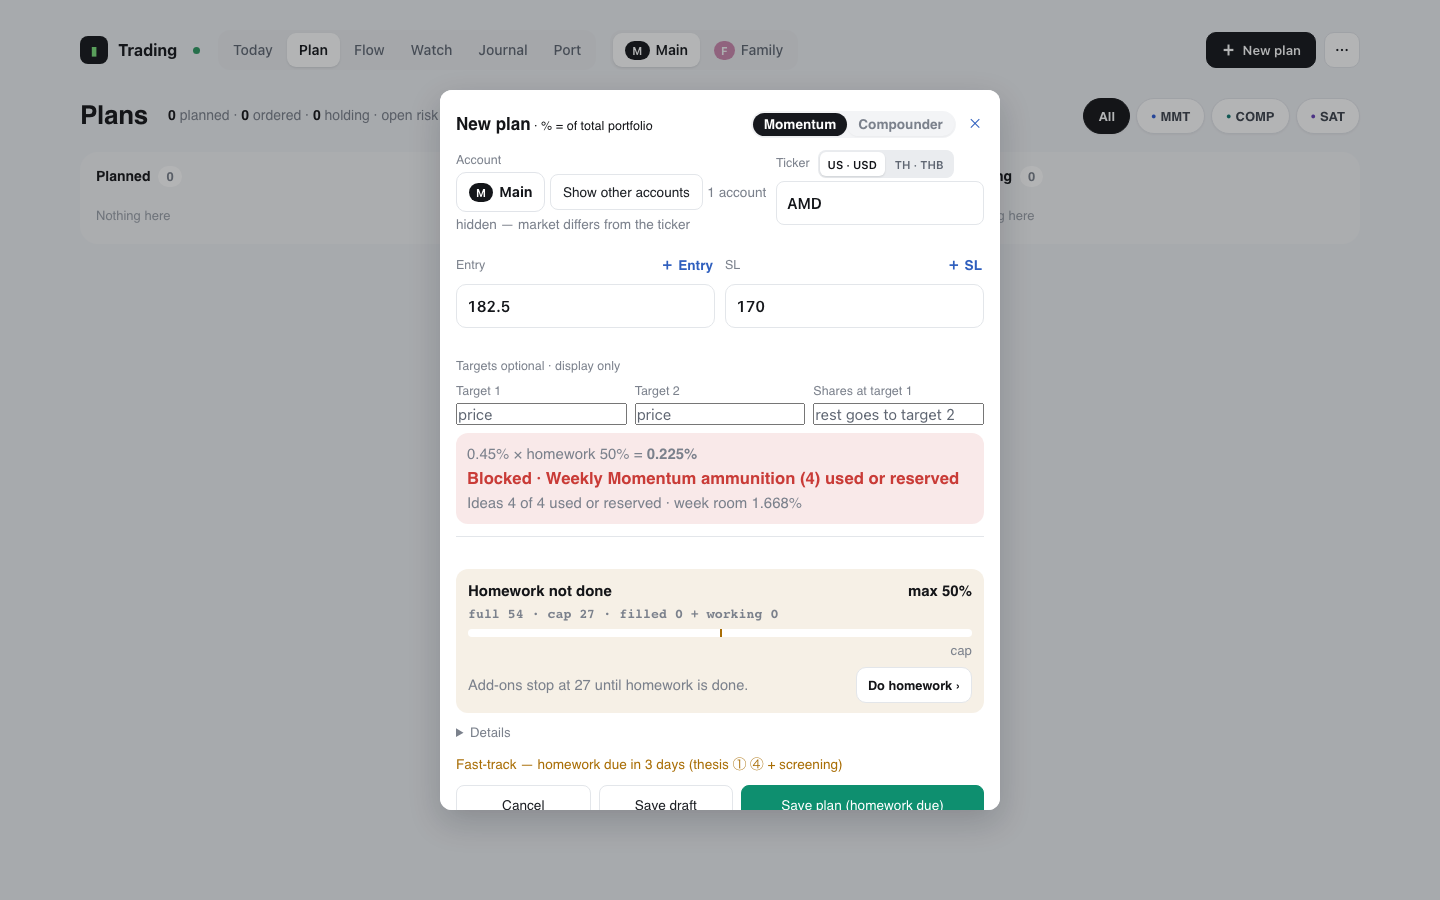 Trading
Today Plan Flow Watch Journal Port
M Main F Family
+ New plan
...
Plans
0 planned · 0 ordered · 0 holding · open risk
All • MMT • COMP • SAT
Planned 0
Nothing here
0
New plan · % = of total portfolio
Momentum Compounder
×
Account
M Main Show other accounts 1 account
hidden — market differs from the ticker
Ticker US · USD TH · THB
AMD
Entry + Entry
182.5
SL + SL
170
Targets optional · display only
Target 1 Target 2 Shares at target 1
price price rest goes to target 2
0.45% × homework 50% = 0.225%
Blocked · Weekly Momentum ammunition (4) used or reserved
Ideas 4 of 4 used or reserved · week room 1.668%
Homework not done max 50%
full 54 · cap 27 · filled 0 + working 0
cap
Add-ons stop at 27 until homework is done.
Do homework ›
▶ Details
Fast-track — homework due in 3 days (thesis ① ④ + screening)
Cancel Save draft Save plan (homework due)